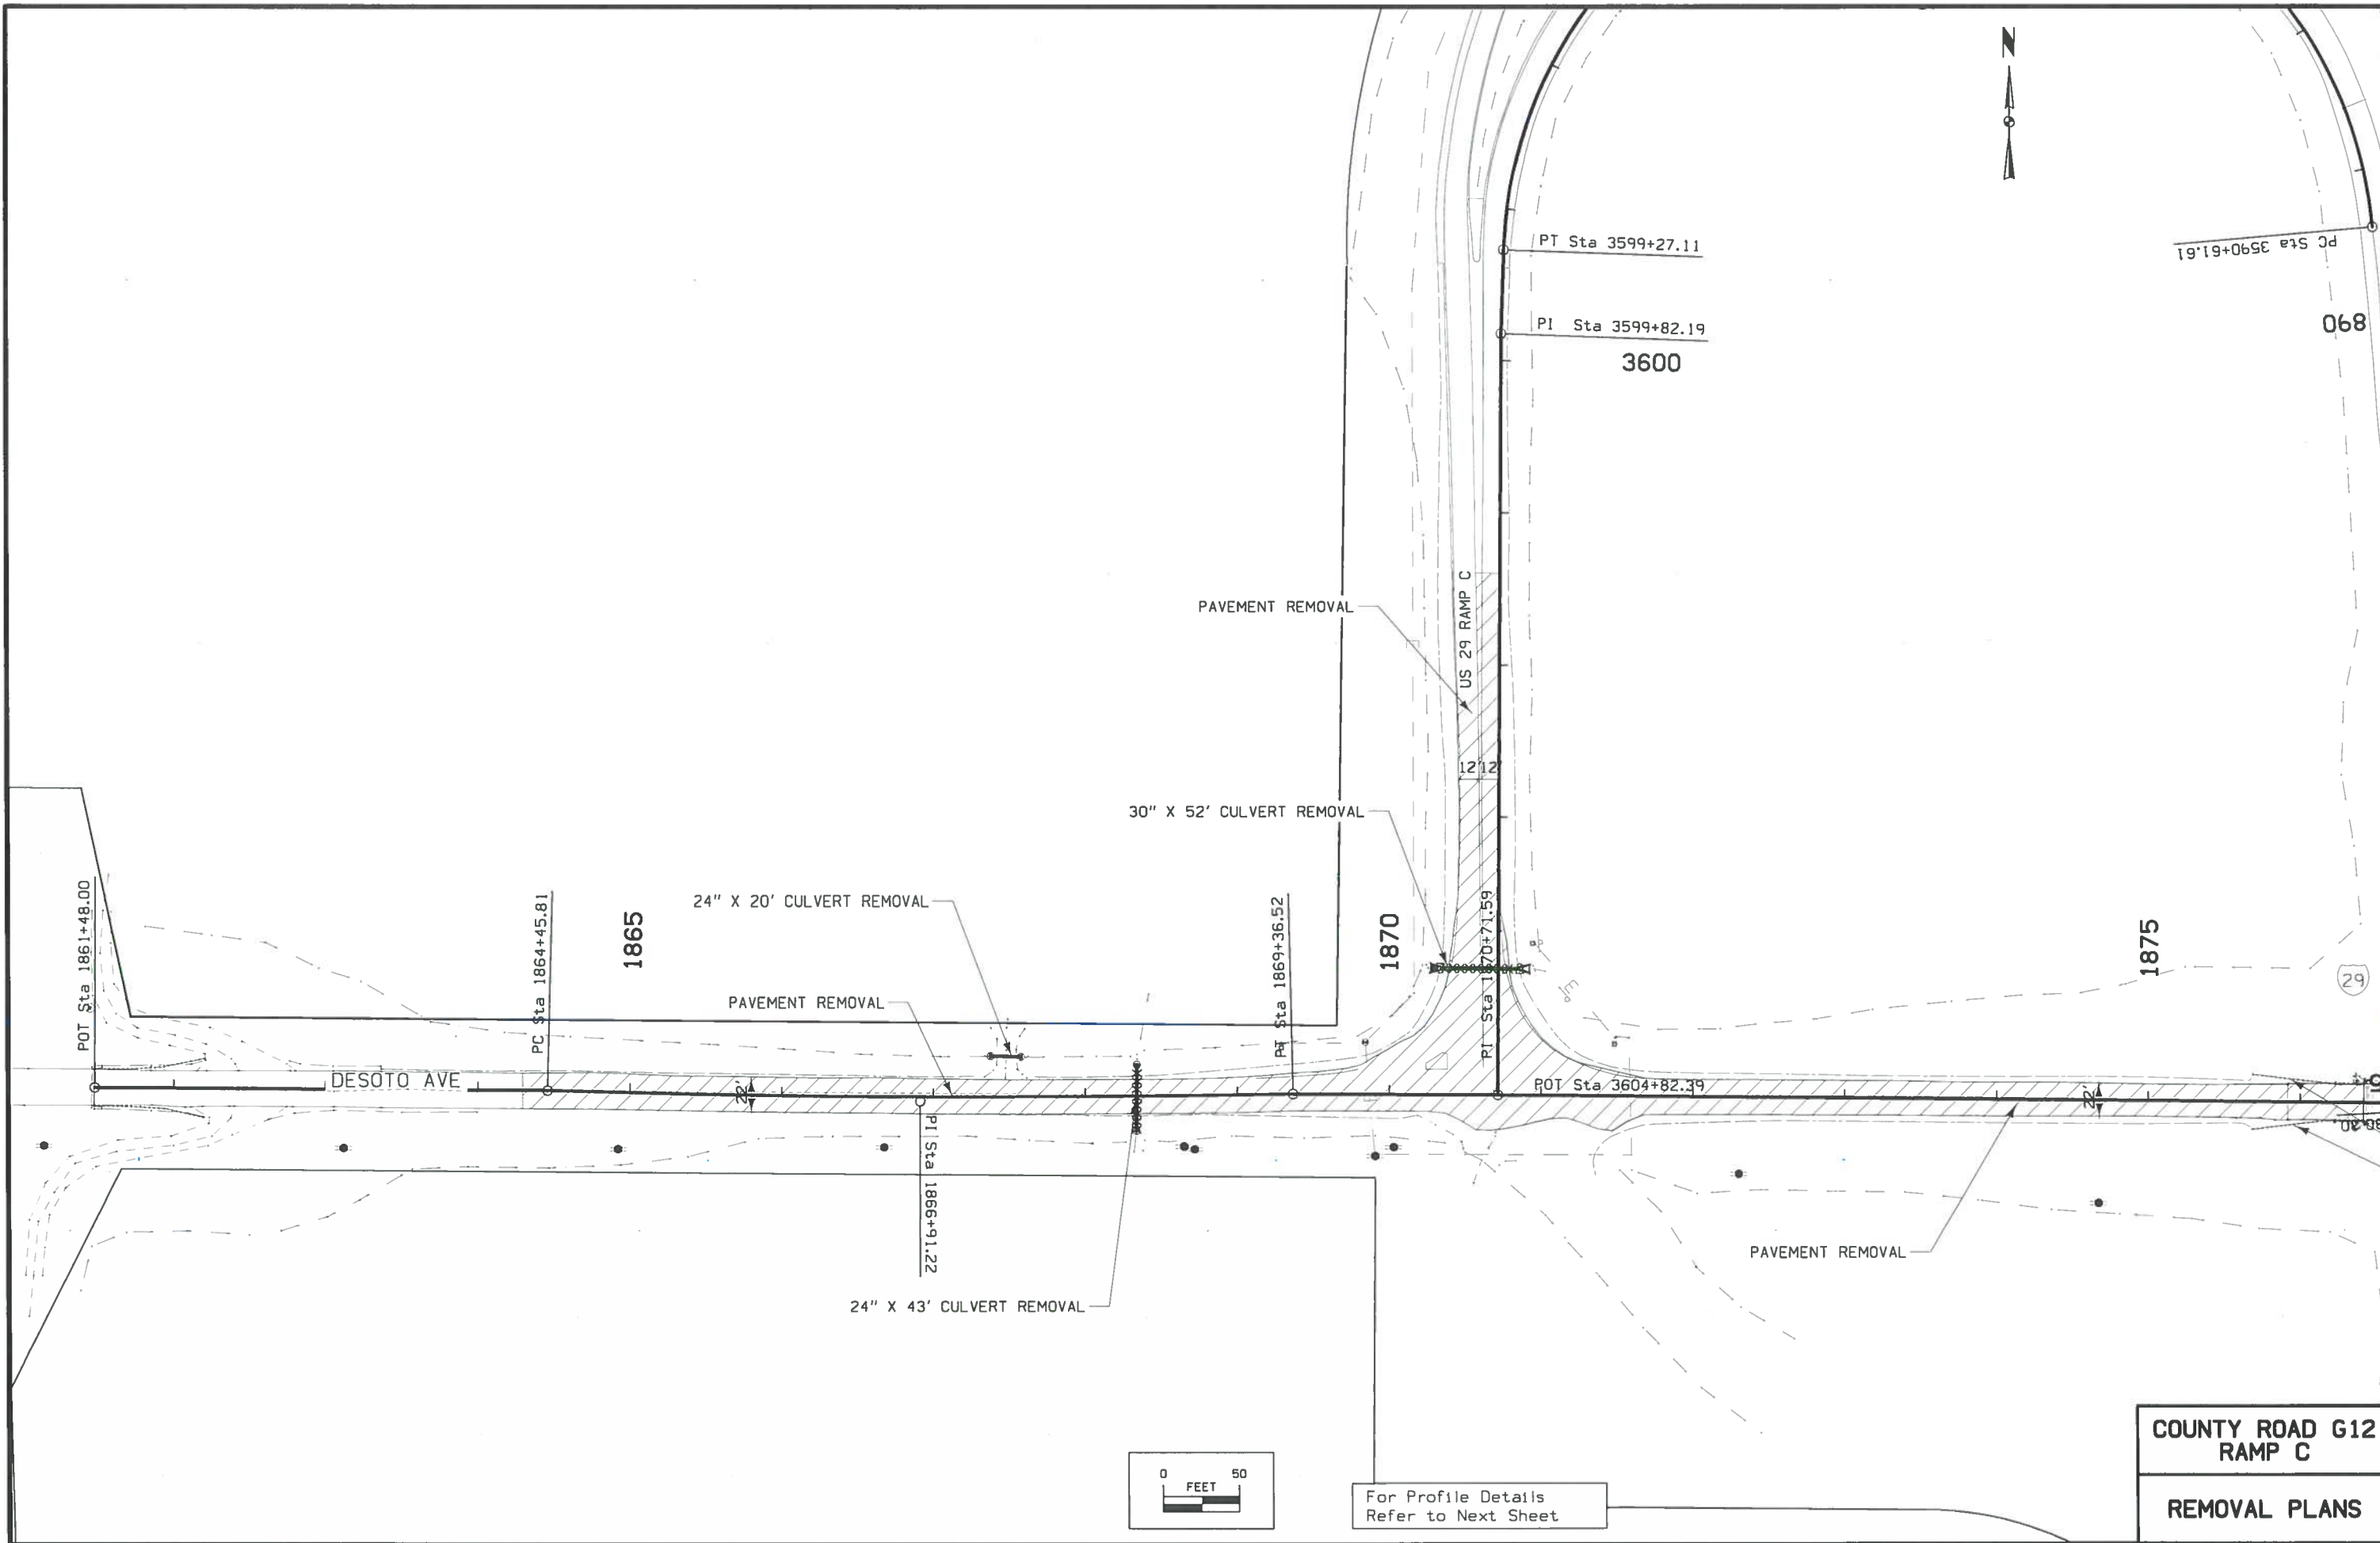 N
PT Sta 3599+27.11
PC Sta 3590+61.61
PI Sta 3599+82.19
3600
890
PAVEMENT REMOVAL
US 29 RAMP C
12' 12'
30" X 52' CULVERT REMOVAL
POT Sta 1861+48.00
PC Sta 1864+45.81
1865
24" X 20' CULVERT REMOVAL
PT Sta 1869+36.52
1870
PI Sta 1870+71.59
1875
29
PAVEMENT REMOVAL
DESOTO AVE
22'
POT Sta 3604+82.39
22'
PI Sta 1866+91.22
PAVEMENT REMOVAL
24" X 43' CULVERT REMOVAL
COUNTY ROAD G12
RAMP C
REMOVAL PLANS
0 50
FEET
For Profile Details
Refer to Next Sheet